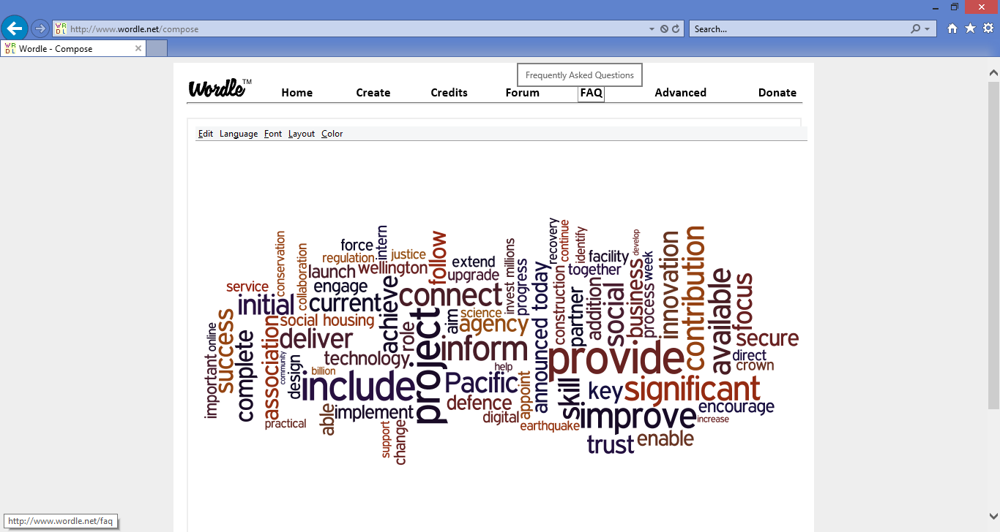 http://www.wordle.net/compose
Search...
WR
DL
Wordle - Compose
Frequently Asked Questions
Wordle™
Home Create Credits Forum FAQ Advanced Donate
Edit Language Font Layout Color
important
online
success
service
initial
complete
conservation
association
community
design
collaboration
social housing
deliver
practical
force
regulation
launch
engage
current
intern
wellington
justice
achieve
technology
billion
include
able
implement
support
change
role
project
follow
connect
extend
upgrade
aim
science
agency
inform
help
Pacific
defence
digital
invest
millions
progress
appoint
earthquake
announced today
recovery
continue
identify
construction
partner
together
facility
addition
social
develop
business
process
week
innovation
contribution
available
focus
secure
direct
crown
provide
skill
key
significant
improve
encourage
increase
trust
enable
http://www.wordle.net/faq